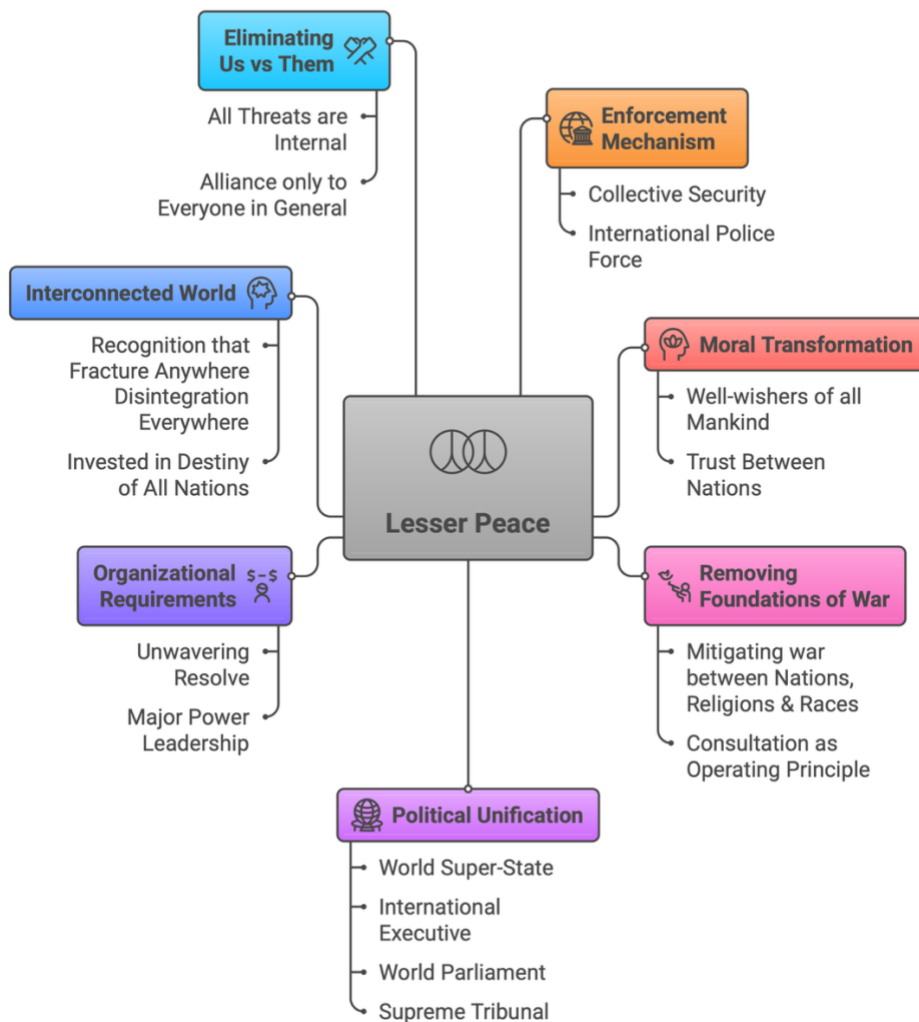 Eliminating
Us vs Them
All Threats are
Internal
Alliance only to
Everyone in General
Enforcement
Mechanism
Collective Security
International Police
Force
Interconnected World
Recognition that
Fracture Anywhere
Disintegration
Everywhere
Invested in Destiny
of All Nations
Moral Transformation
Well-wishers of all
Mankind
Trust Between
Nations
Lesser Peace
Organizational
Requirements
$-$
Unwavering
Resolve
Major Power
Leadership
Removing
Foundations of War
Mitigating war
between Nations,
Religions & Races
Consultation as
Operating Principle
Political Unification
World Super-State
International
Executive
World Parliament
Supreme Tribunal